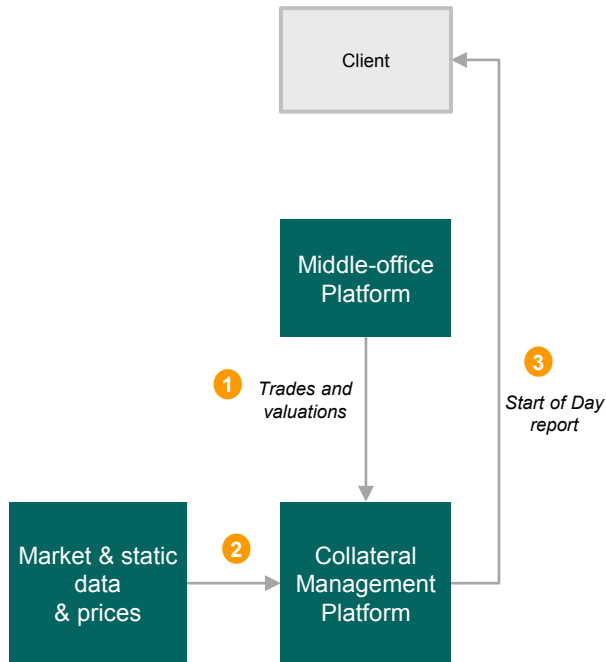 Client
Middle-office
Platform
1
Trades and
valuations
3
Start of Day
report
Market & static
data
& prices
2
Collateral
Management
Platform